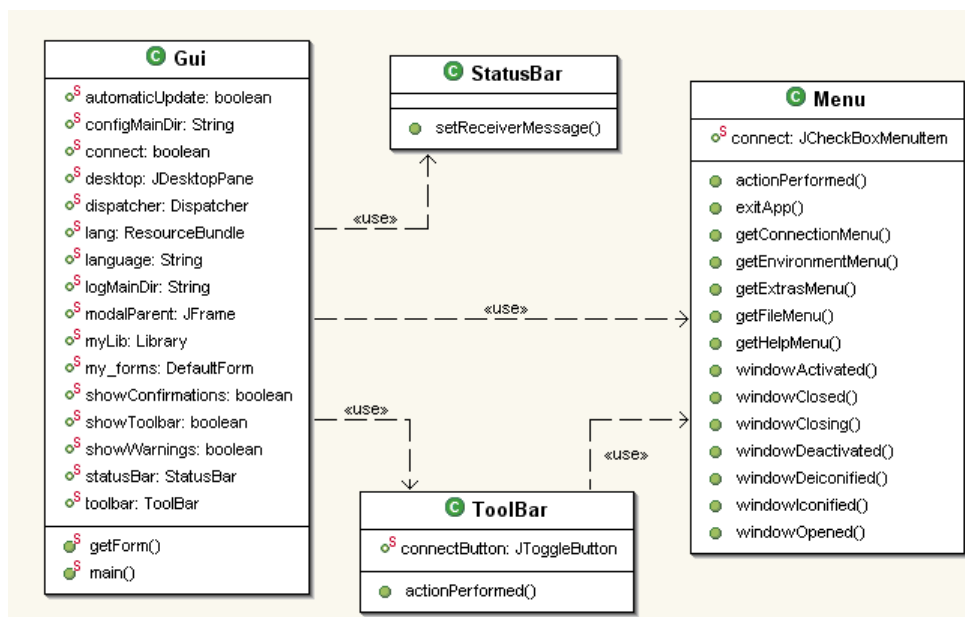 C Gui
S automaticUpdate: boolean
S configMainDir: String
S connect: boolean
S desktop: JDesktopPane
S dispatcher: Dispatcher
S lang: ResourceBundle
S language: String
S logMainDir: String
S modalParent: JFrame
S myLib: Library
S my_forms: DefaultForm
S showConfirmations: boolean
S showToolbar: boolean
S showWarnings: boolean
S statusBar: StatusBar
S toolbar: ToolBar
S getForm()
S main()
C StatusBar
setReceiverMessage()
«use»
«use»
«use»
«use»
C ToolBar
S connectButton: JToggleButton
actionPerformed()
C Menu
S connect: JCheckBoxMenuItem
actionPerformed()
exitApp()
getConnectionMenu()
getEnvironmentMenu()
getExtrasMenu()
getFileMenu()
getHelpMenu()
windowActivated()
windowClosed()
windowClosing()
windowDeactivated()
windowDeiconified()
windowIconified()
windowOpened()